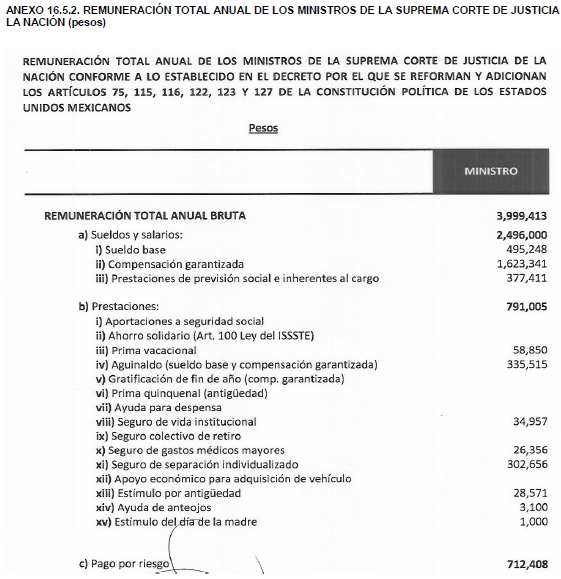 ANEXO 16.5.2. REMUNERACIÓN TOTAL ANUAL DE LOS MINISTROS DE LA SUPREMA CORTE DE JUSTICIA
LA NACIÓN (pesos)
REMUNERACIÓN TOTAL ANUAL DE LOS MINISTROS DE LA SUPREMA CORTE DE JUSTICIA DE LA
NACIÓN CONFORME A LO ESTABLECIDO EN EL DECRETO POR EL QUE SE REFORMAN Y ADICIONAN
LOS ARTÍCULOS 75, 115, 116, 122, 123 Y 127 DE LA CONSTITUCIÓN POLÍTICA DE LOS ESTADOS
UNIDOS MEXICANOS
Pesos
MINISTRO
REMUNERACIÓN TOTAL ANUAL BRUTA 3,999,413
a) Sueldos y salarios: 2,496,000
i) Sueldo base 495,248
ii) Compensación garantizada 1,623,341
iii) Prestaciones de previsión social e inherentes al cargo 377,411
b) Prestaciones: 791,005
i) Aportaciones a seguridad social
ii) Ahorro solidario (Art. 100 Ley del ISSSTE)
iii) Prima vacacional 58,850
iv) Aguinaldo (sueldo base y compensación garantizada) 335,515
v) Gratificación de fin de año (comp. garantizada)
vi) Prima quinquenal (antigüedad)
vii) Ayuda para despensa
viii) Seguro de vida institucional 34,957
ix) Seguro colectivo de retiro
x) Seguro de gastos médicos mayores 26,356
xi) Seguro de separación individualizado 302,656
xii) Apoyo económico para adquisición de vehículo
xiii) Estímulo por antigüedad 28,571
xiv) Ayuda de anteojos 3,100
xv) Estímulo del día de la madre 1,000
c) Pago por riesgo 712,408